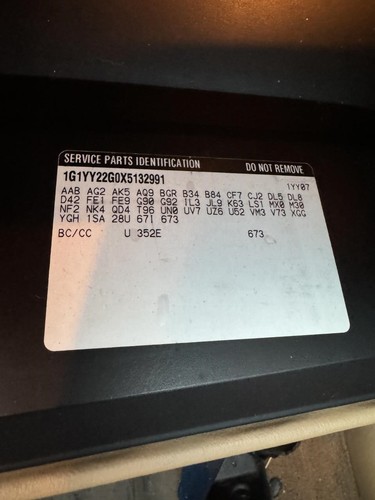 SERVICE PARTS IDENTIFICATION DO NOT REMOVE
1G1YY22G0X5132991
1YY07
AAB AG2 AK5 AQ9 BGR B34 B84 CF7 CJ2 DL5 DL8
D42 FE1 FE9 G90 G92 IL3 JL9 K63 LS1 MX0 M30
NF2 NK4 QD4 T96 UN0 UV7 UZ6 U52 VM3 V73 XGG
YGH 1SA 28U 67I 673
BC/CC U 352E 673